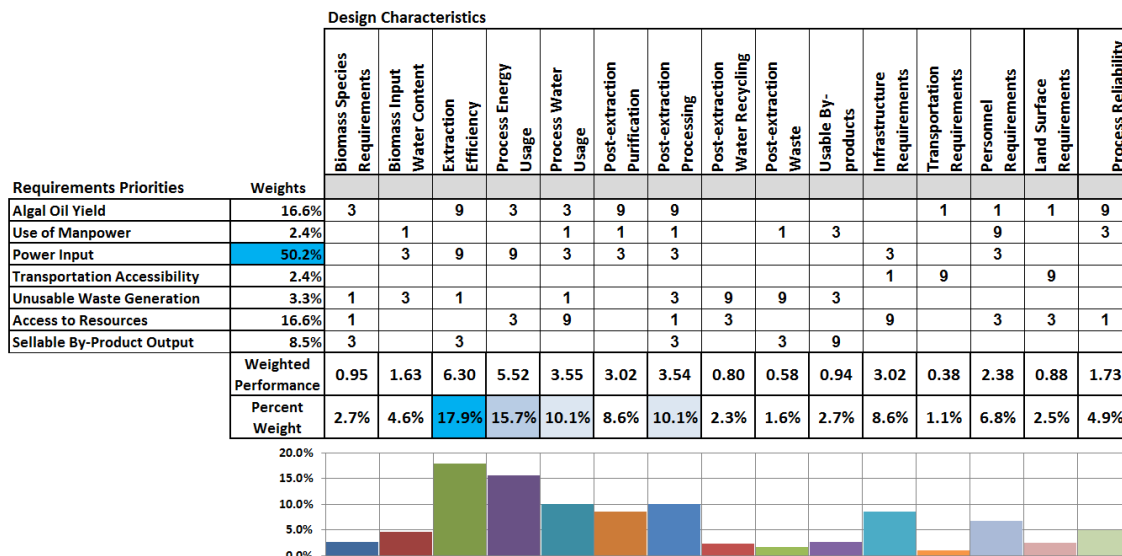 Design Characteristics
Biomass Species Requirements
Biomass Input Water Content
Extraction Efficiency
Process Energy Usage
Process Water Usage
Post-extraction Purification
Post-extraction Processing
Post-extraction Water Recycling
Post-extraction Waste
Usable By-products
Infrastructure Requirements
Transportation Requirements
Personnel Requirements
Land Surface Requirements
Process Reliability
Requirements Priorities Weights
Algal Oil Yield 16.6% 3 9 3 3 9 9 1 1 1 9
Use of Manpower 2.4% 1 1 1 1 1 3 9 3
Power Input 50.2% 3 9 9 3 3 3 3 3
Transportation Accessibility 2.4% 1 9 9
Unusable Waste Generation 3.3% 1 3 1 1 3 9 9 3
Access to Resources 16.6% 1 3 9 1 3 9 3 3 1
Sellable By-Product Output 8.5% 3 3 3 3 9
Weighted Performance 0.95 1.63 6.30 5.52 3.55 3.02 3.54 0.80 0.58 0.94 3.02 0.38 2.38 0.88 1.73
Percent Weight 2.7% 4.6% 17.9% 15.7% 10.1% 8.6% 10.1% 2.3% 1.6% 2.7% 8.6% 1.1% 6.8% 2.5% 4.9%
20.0%
15.0%
10.0%
5.0%
0.0%